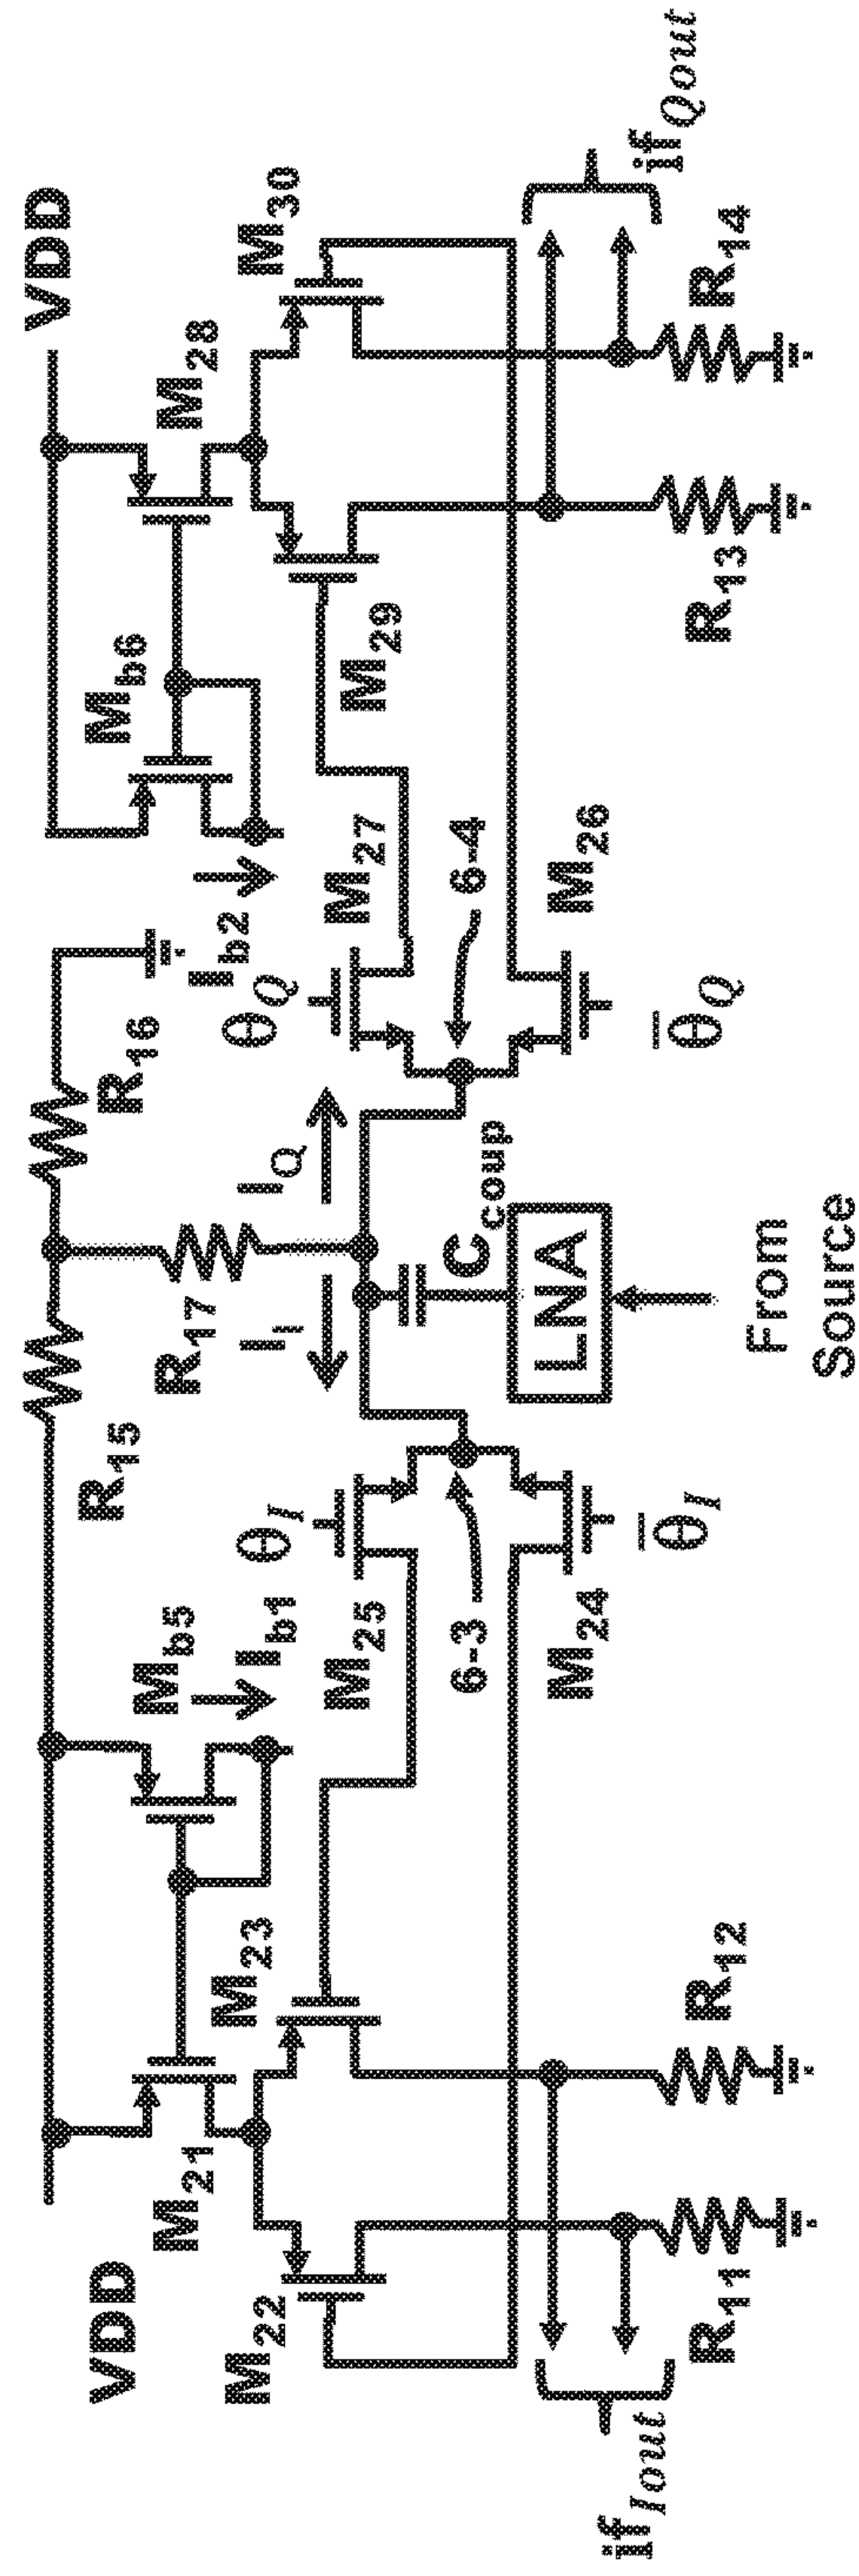 VDD
VDD
M21
Mb5
Ib1
R15
R17
R16
Ib2
Mb6
M28
M30
M22
M23
M25
θI
II
IQ
θQ
M27
M29
6-3
6-4
M24
θ̅I
Ccoup
LNA
θ̅Q
M26
ifIout
R11
R12
From
Source
R13
R14
ifQout